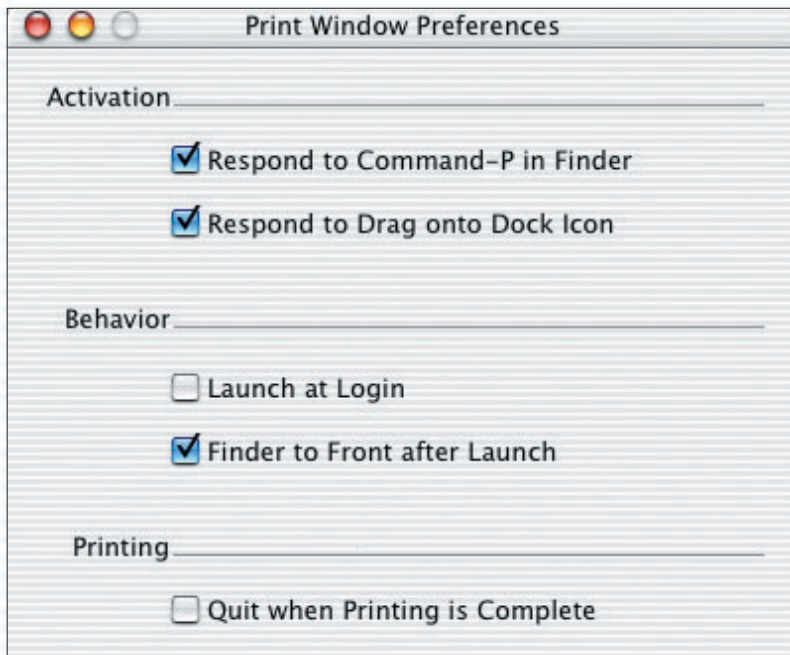 Print Window Preferences
Activation
Respond to Command-P in Finder
Respond to Drag onto Dock Icon
Behavior
Launch at Login
Finder to Front after Launch
Printing
Quit when Printing is Complete